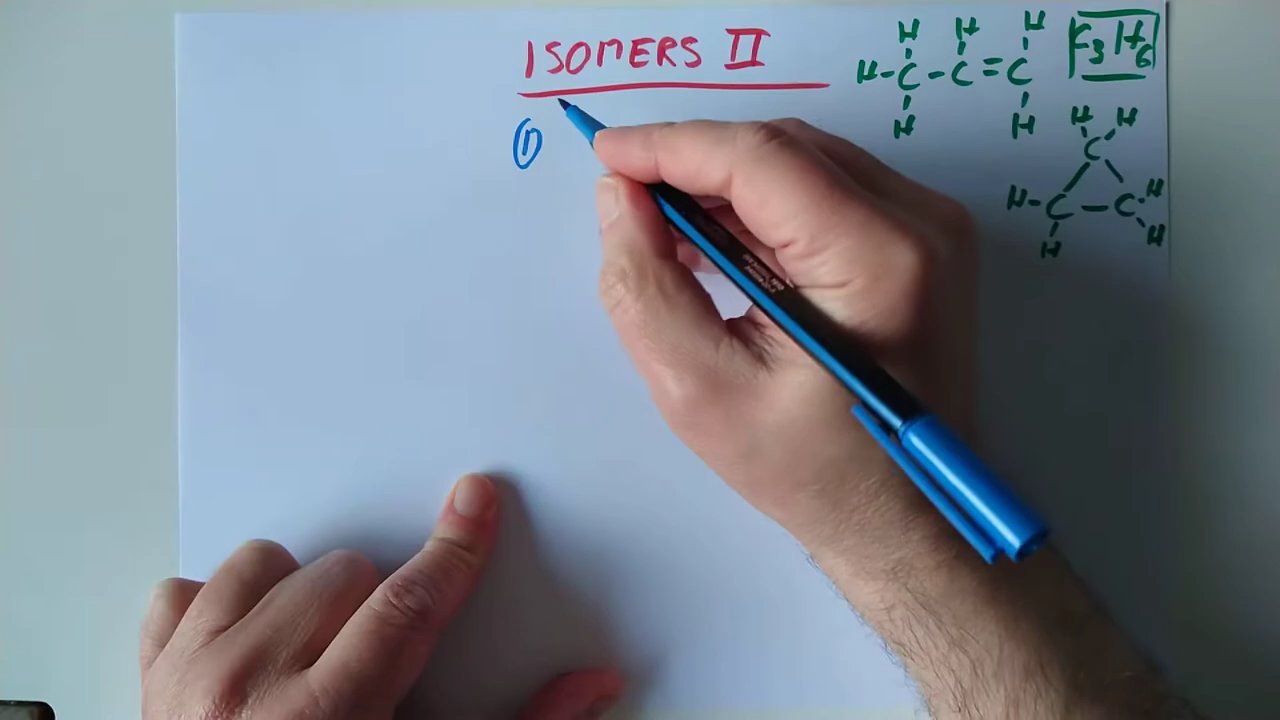 ISOMERS II
①
C₃H₆
H H H
H-C-C=C
H H
H H
C
H-C-C-H
H H